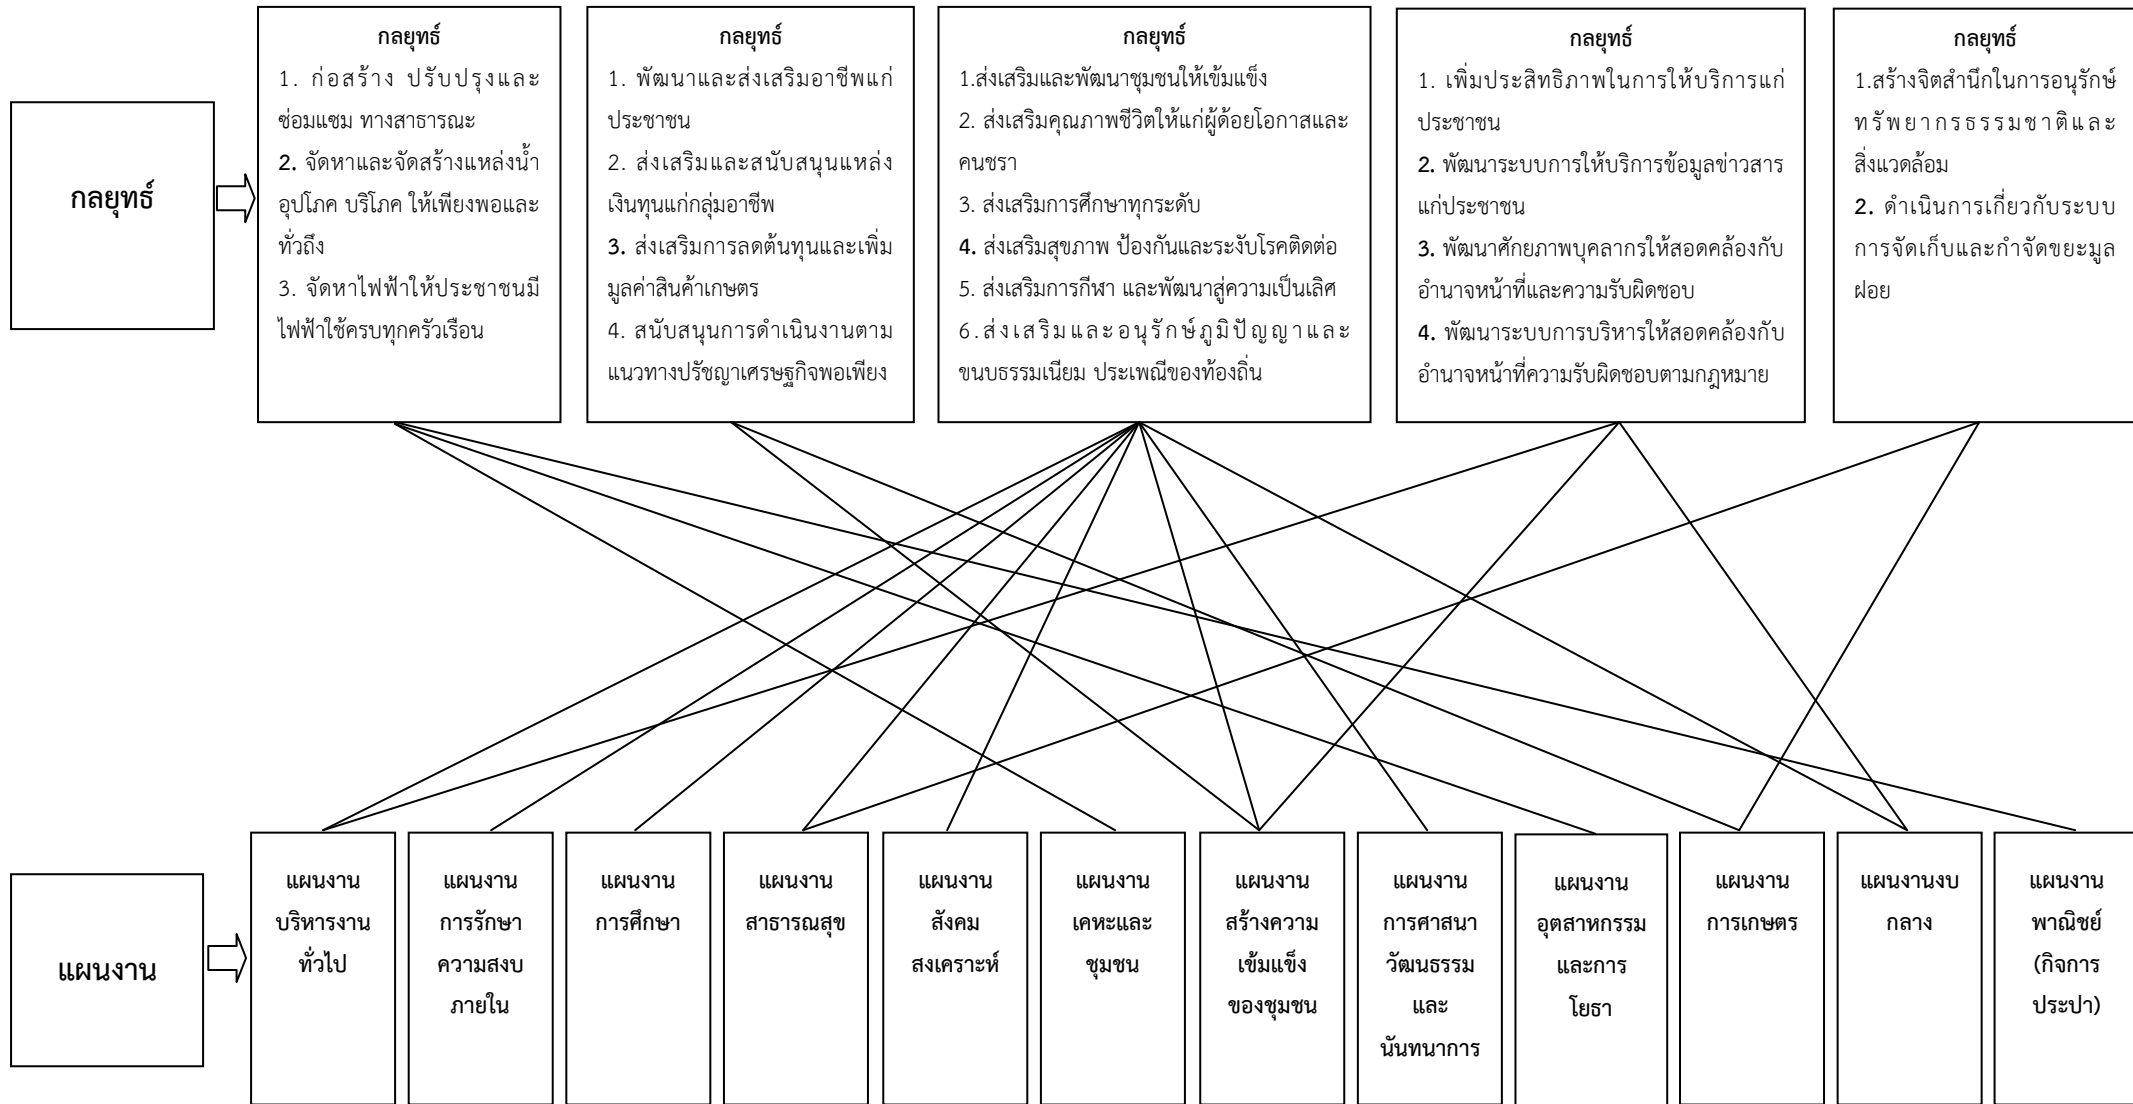 กลยุทธ์
กลยุทธ์
1. ก่อสร้าง ปรับปรุงและ
ซ่อมแซม ทางสาธารณะ
2. จัดหาและจัดสร้างแหล่งน้ำ
อุปโภค บริโภค ให้เพียงพอและ
ทั่วถึง
3. จัดหาไฟฟ้าให้ประชาชนมี
ไฟฟ้าใช้ครบทุกครัวเรือน
กลยุทธ์
1. พัฒนาและส่งเสริมอาชีพแก่
ประชาชน
2. ส่งเสริมและสนับสนุนแหล่ง
เงินทุนแก่กลุ่มอาชีพ
3. ส่งเสริมการลดต้นทุนและเพิ่ม
มูลค่าสินค้าเกษตร
4. สนับสนุนการดำเนินงานตาม
แนวทางปรัชญาเศรษฐกิจพอเพียง
กลยุทธ์
1.ส่งเสริมและพัฒนาชุมชนให้เข้มแข็ง
2. ส่งเสริมคุณภาพชีวิตให้แก่ผู้ด้อยโอกาสและ
คนชรา
3. ส่งเสริมการศึกษาทุกระดับ
4. ส่งเสริมสุขภาพ ป้องกันและระงับโรคติดต่อ
5. ส่งเสริมการกีฬา และพัฒนาสู่ความเป็นเลิศ
6.ส่งเสริมและอนุรักษ์ภูมิปัญญาและ
ขนบธรรมเนียม ประเพณีของท้องถิ่น
กลยุทธ์
1. เพิ่มประสิทธิภาพในการให้บริการแก่
ประชาชน
2. พัฒนาระบบการให้บริการข้อมูลข่าวสาร
แก่ประชาชน
3. พัฒนาศักยภาพบุคลากรให้สอดคล้องกับ
อำนาจหน้าที่และความรับผิดชอบ
4. พัฒนาระบบการบริหารให้สอดคล้องกับ
อำนาจหน้าที่ความรับผิดชอบตามกฎหมาย
กลยุทธ์
1.สร้างจิตสำนึกในการอนุรักษ์
ทรัพยากรธรรมชาติและ
สิ่งแวดล้อม
2. ดำเนินการเกี่ยวกับระบบ
การจัดเก็บและกำจัดขยะมูล
ฝอย
แผนงาน
แผนงาน
บริหารงาน
ทั่วไป
แผนงาน
การรักษา
ความสงบ
ภายใน
แผนงาน
การศึกษา
แผนงาน
สาธารณสุข
แผนงาน
สังคม
สงเคราะห์
แผนงาน
เคหะและ
ชุมชน
แผนงาน
สร้างความ
เข้มแข็ง
ของชุมชน
แผนงาน
การศาสนา
วัฒนธรรม
และ
นันทนาการ
แผนงาน
อุตสาหกรรม
และการ
โยธา
แผนงาน
การเกษตร
แผนงานงบ
กลาง
แผนงาน
พาณิชย์
(กิจการ
ประปา)